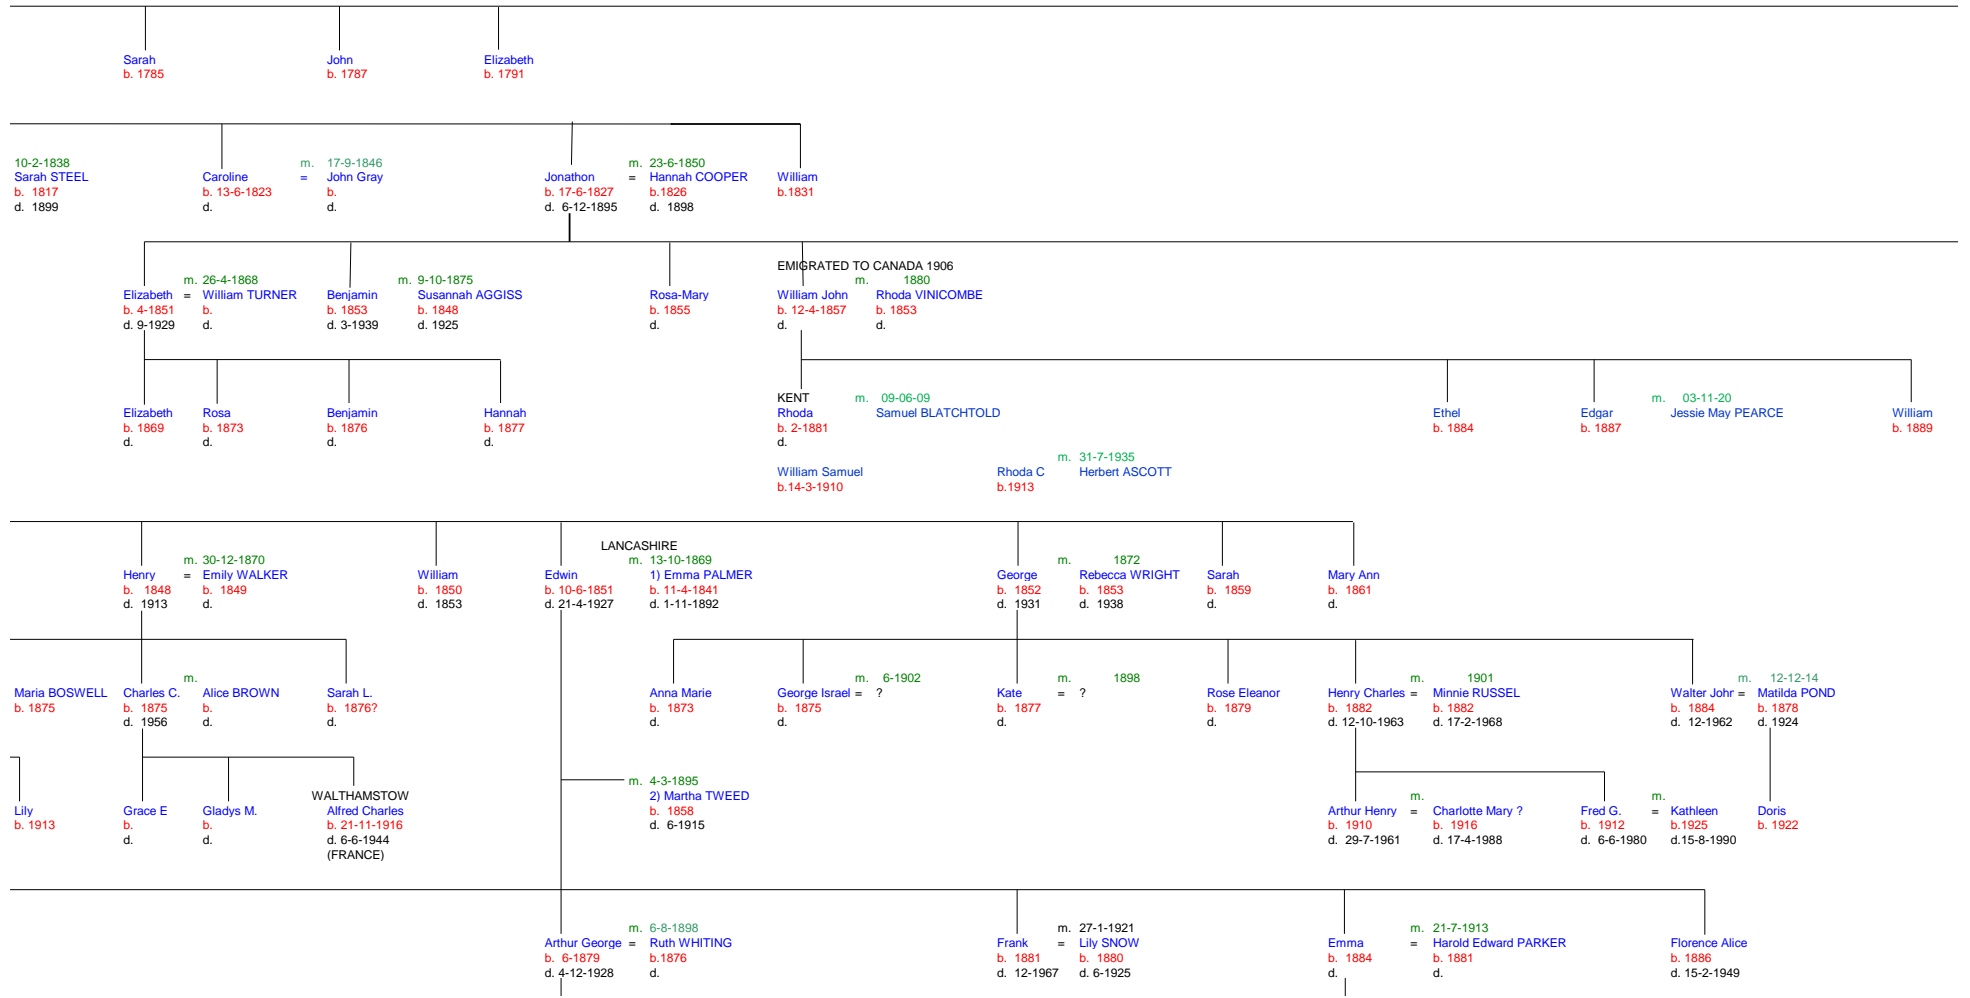 Sarah John Elizabeth
b. 1785 b. 1787 b. 1791
10-2-1838 m. 17-9-1846 m. 23-6-1850
Sarah STEEL Caroline = John Gray Jonathon = Hannah COOPER William
b. 1817 b. 13-6-1823 b. b. 17-6-1827 b.1826 b.1831
d. 1899 d. d. d. 6-12-1895 d. 1898
EMIGRATED TO CANADA 1906
m. 26-4-1868 m. 9-10-1875 m. 1880
Elizabeth = William TURNER Benjamin Susannah AGGISS Rosa-Mary William John Rhoda VINICOMBE
b. 4-1851 b. b. 1853 b. 1848 b. 1855 b. 12-4-1857 b. 1853
d. 9-1929 d. d. 3-1939 d. 1925 d. d. d.
KENT m. 09-06-09 m. 03-11-20
Elizabeth Rosa Benjamin Hannah Rhoda Samuel BLATCHTOLD Ethel Edgar Jessie May PEARCE William
b. 1869 b. 1873 b. 1876 b. 1877 b. 2-1881 b. 1884 b. 1887 b. 1889
d. d. d. d. d.
m. 31-7-1935
William Samuel Rhoda C Herbert ASCOTT
b.14-3-1910 b.1913
LANCASHIRE
m. 30-12-1870 m. 13-10-1869 m. 1872
Henry = Emily WALKER William Edwin 1) Emma PALMER George Rebecca WRIGHT Sarah Mary Ann
b. 1848 b. 1849 b. 1850 b. 10-6-1851 b. 11-4-1841 b. 1852 b. 1853 b. 1859 b. 1861
d. 1913 d. d. 1853 d. 21-4-1927 d. 1-11-1892 d. 1931 d. 1938 d. d.
m. m. 6-1902 m. 1898 m. 1901 m. 12-12-14
Maria BOSWELL Charles C. Alice BROWN Sarah L. Anna Marie George Israel = ? Kate = ? Rose Eleanor Henry Charles = Minnie RUSSEL Walter John = Matilda POND
b. 1875 b. 1875 b. b. 1876? b. 1873 b. 1875 b. 1877 b. 1879 b. 1882 b. 1882 b. 1884 b. 1878
d. 1956 d. d. d. d. d. d. d. 12-10-1963 d. 17-2-1968 d. 12-1962 d. 1924
m. 4-3-1895
WALTHAMSTOW 2) Martha TWEED m. m.
Lily Grace E Gladys M. Alfred Charles b. 1858 Arthur Henry = Charlotte Mary ? Fred G. = Kathleen Doris
b. 1913 b. b. b. 21-11-1916 d. 6-1915 b. 1910 b. 1916 b. 1912 b.1925 b. 1922
d. d. d. 6-6-1944 d. 29-7-1961 d. 17-4-1988 d. 6-6-1980 d.15-8-1990
(FRANCE)
m. 6-8-1898 m. 27-1-1921 m. 21-7-1913
Arthur George = Ruth WHITING Frank = Lily SNOW Emma = Harold Edward PARKER Florence Alice
b. 6-1879 b.1876 b. 1881 b. 1880 b. 1884 b. 1881 b. 1886
d. 4-12-1928 d. d. 12-1967 d. 6-1925 d. d. d. 15-2-1949